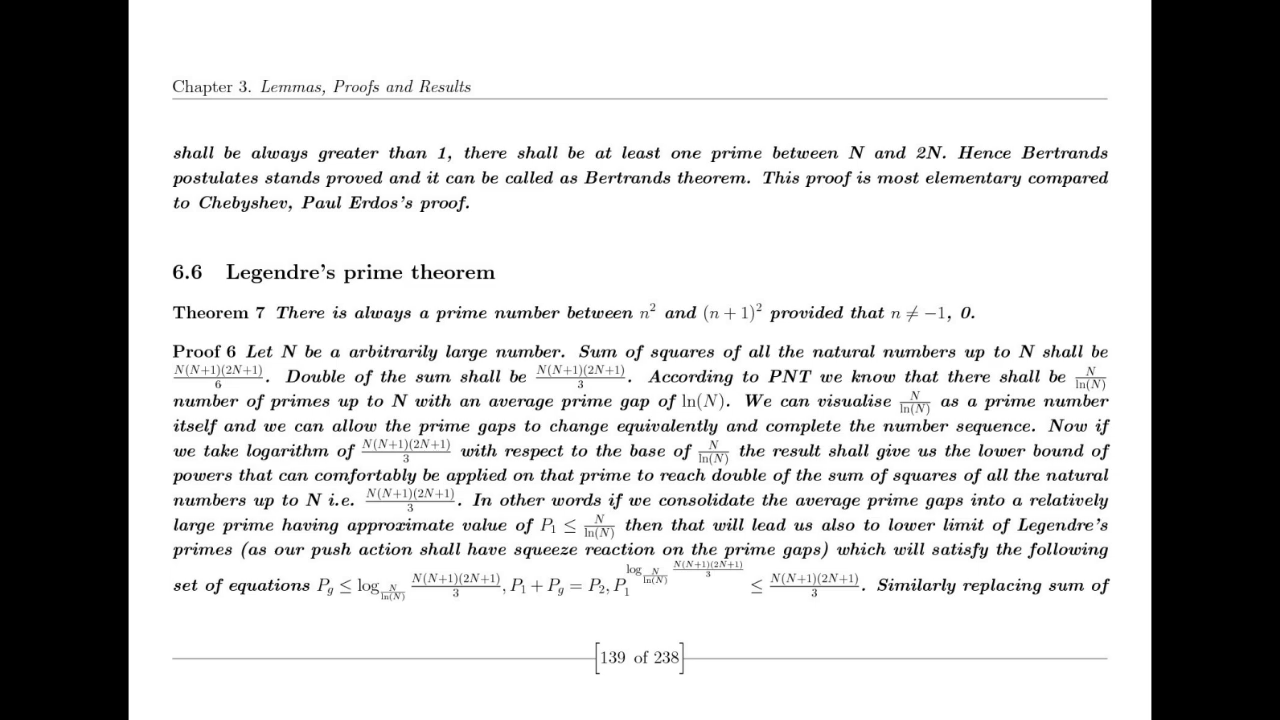 Chapter 3. Lemmas, Proofs and Results
shall be always greater than 1, there shall be at least one prime between N and 2N. Hence Bertrands
postulates stands proved and it can be called as Bertrands theorem. This proof is most elementary compared
to Chebyshev, Paul Erdos's proof.
6.6 Legendre's prime theorem
Theorem 7 There is always a prime number between n² and (n + 1)² provided that n ≠ −1, 0.
Proof 6 Let N be a arbitrarily large number. Sum of squares of all the natural numbers up to N shall be
N(N+1)(2N+1)/6. Double of the sum shall be N(N+1)(2N+1)/3. According to PNT we know that there shall be N/ln(N)
number of primes up to N with an average prime gap of ln(N). We can visualise N/ln(N) as a prime number
itself and we can allow the prime gaps to change equivalently and complete the number sequence. Now if
we take logarithm of N(N+1)(2N+1)/3 with respect to the base of N/ln(N) the result shall give us the lower bound of
powers that can comfortably be applied on that prime to reach double of the sum of squares of all the natural
numbers up to N i.e. N(N+1)(2N+1)/3. In other words if we consolidate the average prime gaps into a relatively
large prime having approximate value of P₁ ≤ N/ln(N) then that will lead us also to lower limit of Legendre's
primes (as our push action shall have squeeze reaction on the prime gaps) which will satisfy the following
set of equations P_g ≤ log_{N/ln(N)} N(N+1)(2N+1)/3, P₁ + P_g = P₂, P₁^{log_{N/ln(N)} N(N+1)(2N+1)/3} ≤ N(N+1)(2N+1)/3. Similarly replacing sum of
[139 of 238]